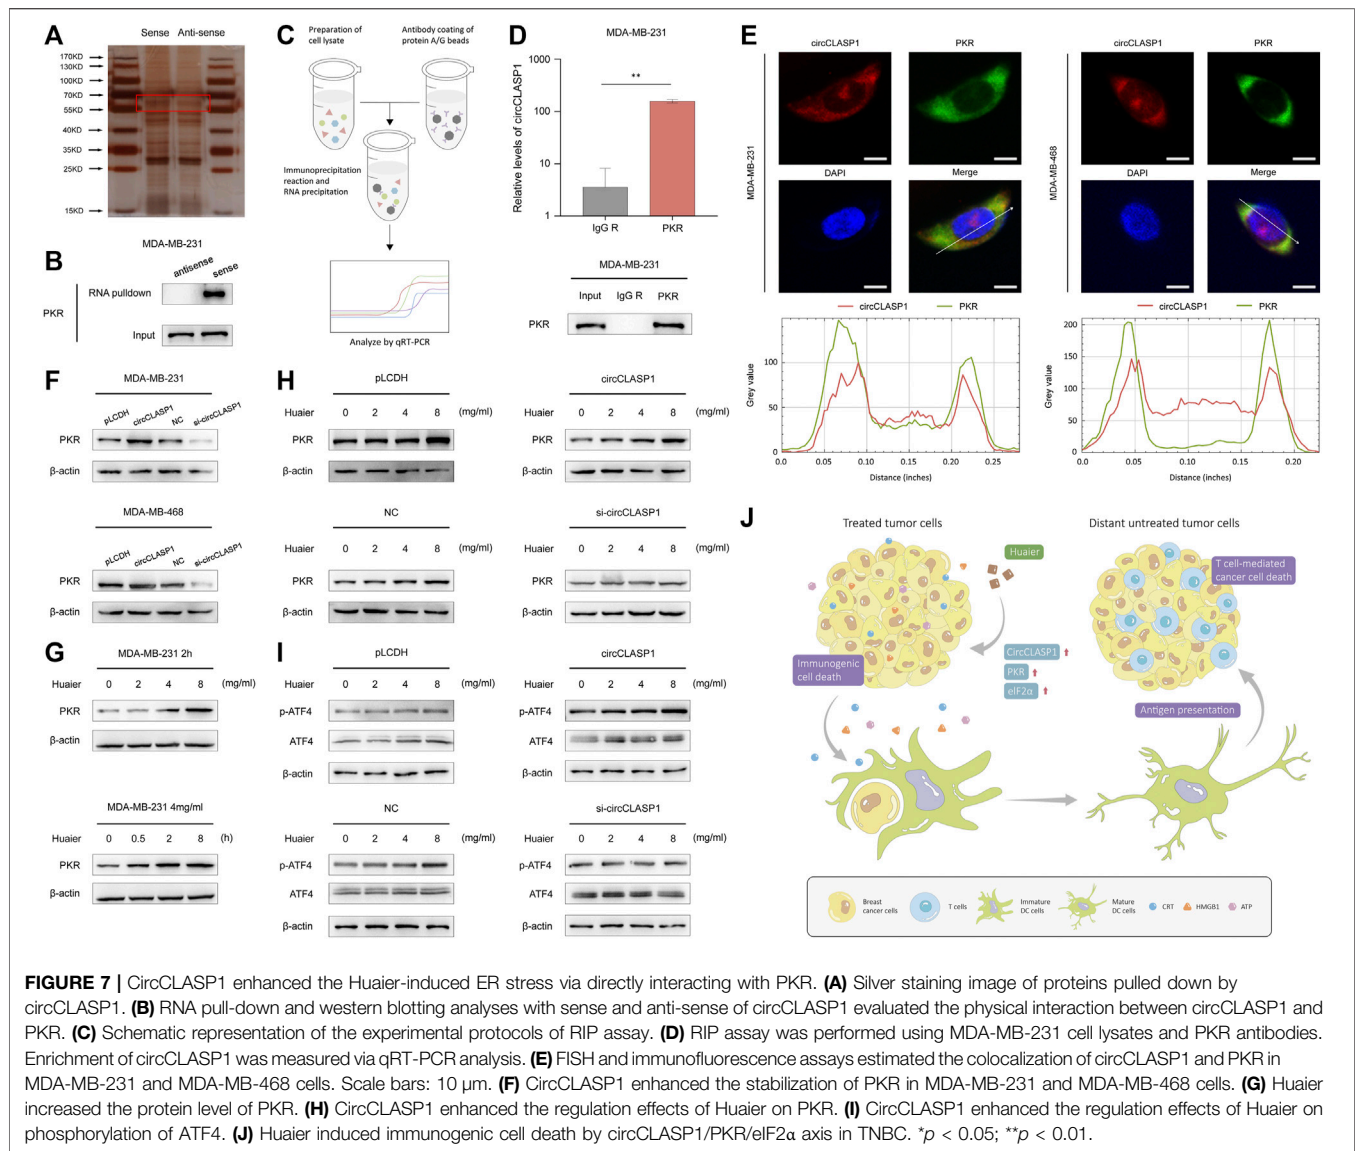 A
Sense Anti-sense
170KD
130KD
100KD
70KD
55KD
40KD
35KD
25KD
15KD
B
MDA-MB-231
antisense sense
RNA pulldown
PKR
Input
C
Preparation of
cell lysate
Antibody coating of
protein A/G beads
Immunoprecipitation
reaction and
RNA precipitation
Analyze by qRT-PCR
D
MDA-MB-231
Relative levels of circCLASP1
1000
100
10
1
**
IgG R PKR
MDA-MB-231
Input IgG R PKR
PKR
E
circCLASP1 PKR
MDA-MB-231
DAPI Merge
circCLASP1 PKR
MDA-MB-468
DAPI Merge
circCLASP1 PKR
Grey value
100
50
0
0.0 0.05 0.10 0.15 0.20 0.25
Distance (inches)
circCLASP1 PKR
Grey value
200
150
100
50
0
0.0 0.05 0.10 0.15 0.20
Distance (inches)
F
MDA-MB-231
pLCDH circCLASP1 NC si-circCLASP1
PKR
β-actin
MDA-MB-468
pLCDH circCLASP1 NC si-circCLASP1
PKR
β-actin
G
MDA-MB-231 2h
Huaier 0 2 4 8 (mg/ml)
PKR
β-actin
MDA-MB-231 4mg/ml
Huaier 0 0.5 2 8 (h)
PKR
β-actin
H
pLCDH
Huaier 0 2 4 8 (mg/ml)
PKR
β-actin
circCLASP1
Huaier 0 2 4 8 (mg/ml)
PKR
β-actin
NC
Huaier 0 2 4 8 (mg/ml)
PKR
β-actin
si-circCLASP1
Huaier 0 2 4 8 (mg/ml)
PKR
β-actin
I
pLCDH
Huaier 0 2 4 8 (mg/ml)
p-ATF4
ATF4
β-actin
circCLASP1
Huaier 0 2 4 8 (mg/ml)
p-ATF4
ATF4
β-actin
NC
Huaier 0 2 4 8 (mg/ml)
p-ATF4
ATF4
β-actin
si-circCLASP1
Huaier 0 2 4 8 (mg/ml)
p-ATF4
ATF4
β-actin
J
Treated tumor cells
Distant untreated tumor cells
Huaier
T cell-mediated
cancer cell death
CircCLASP1
PKR
eIF2α
Immunogenic
cell death
Antigen presentation
Breast
cancer cells
T cells
Immature
DC cells
Mature
DC cells
CRT
HMGB1
ATP
FIGURE 7 | CircCLASP1 enhanced the Huaier-induced ER stress via directly interacting with PKR. (A) Silver staining image of proteins pulled down by
circCLASP1. (B) RNA pull-down and western blotting analyses with sense and anti-sense of circCLASP1 evaluated the physical interaction between circCLASP1 and
PKR. (C) Schematic representation of the experimental protocols of RIP assay. (D) RIP assay was performed using MDA-MB-231 cell lysates and PKR antibodies.
Enrichment of circCLASP1 was measured via qRT-PCR analysis. (E) FISH and immunofluorescence assays estimated the colocalization of circCLASP1 and PKR in
MDA-MB-231 and MDA-MB-468 cells. Scale bars: 10 μm. (F) CircCLASP1 enhanced the stabilization of PKR in MDA-MB-231 and MDA-MB-468 cells. (G) Huaier
increased the protein level of PKR. (H) CircCLASP1 enhanced the regulation effects of Huaier on PKR. (I) CircCLASP1 enhanced the regulation effects of Huaier on
phosphorylation of ATF4. (J) Huaier induced immunogenic cell death by circCLASP1/PKR/eIF2α axis in TNBC. *p < 0.05; **p < 0.01.